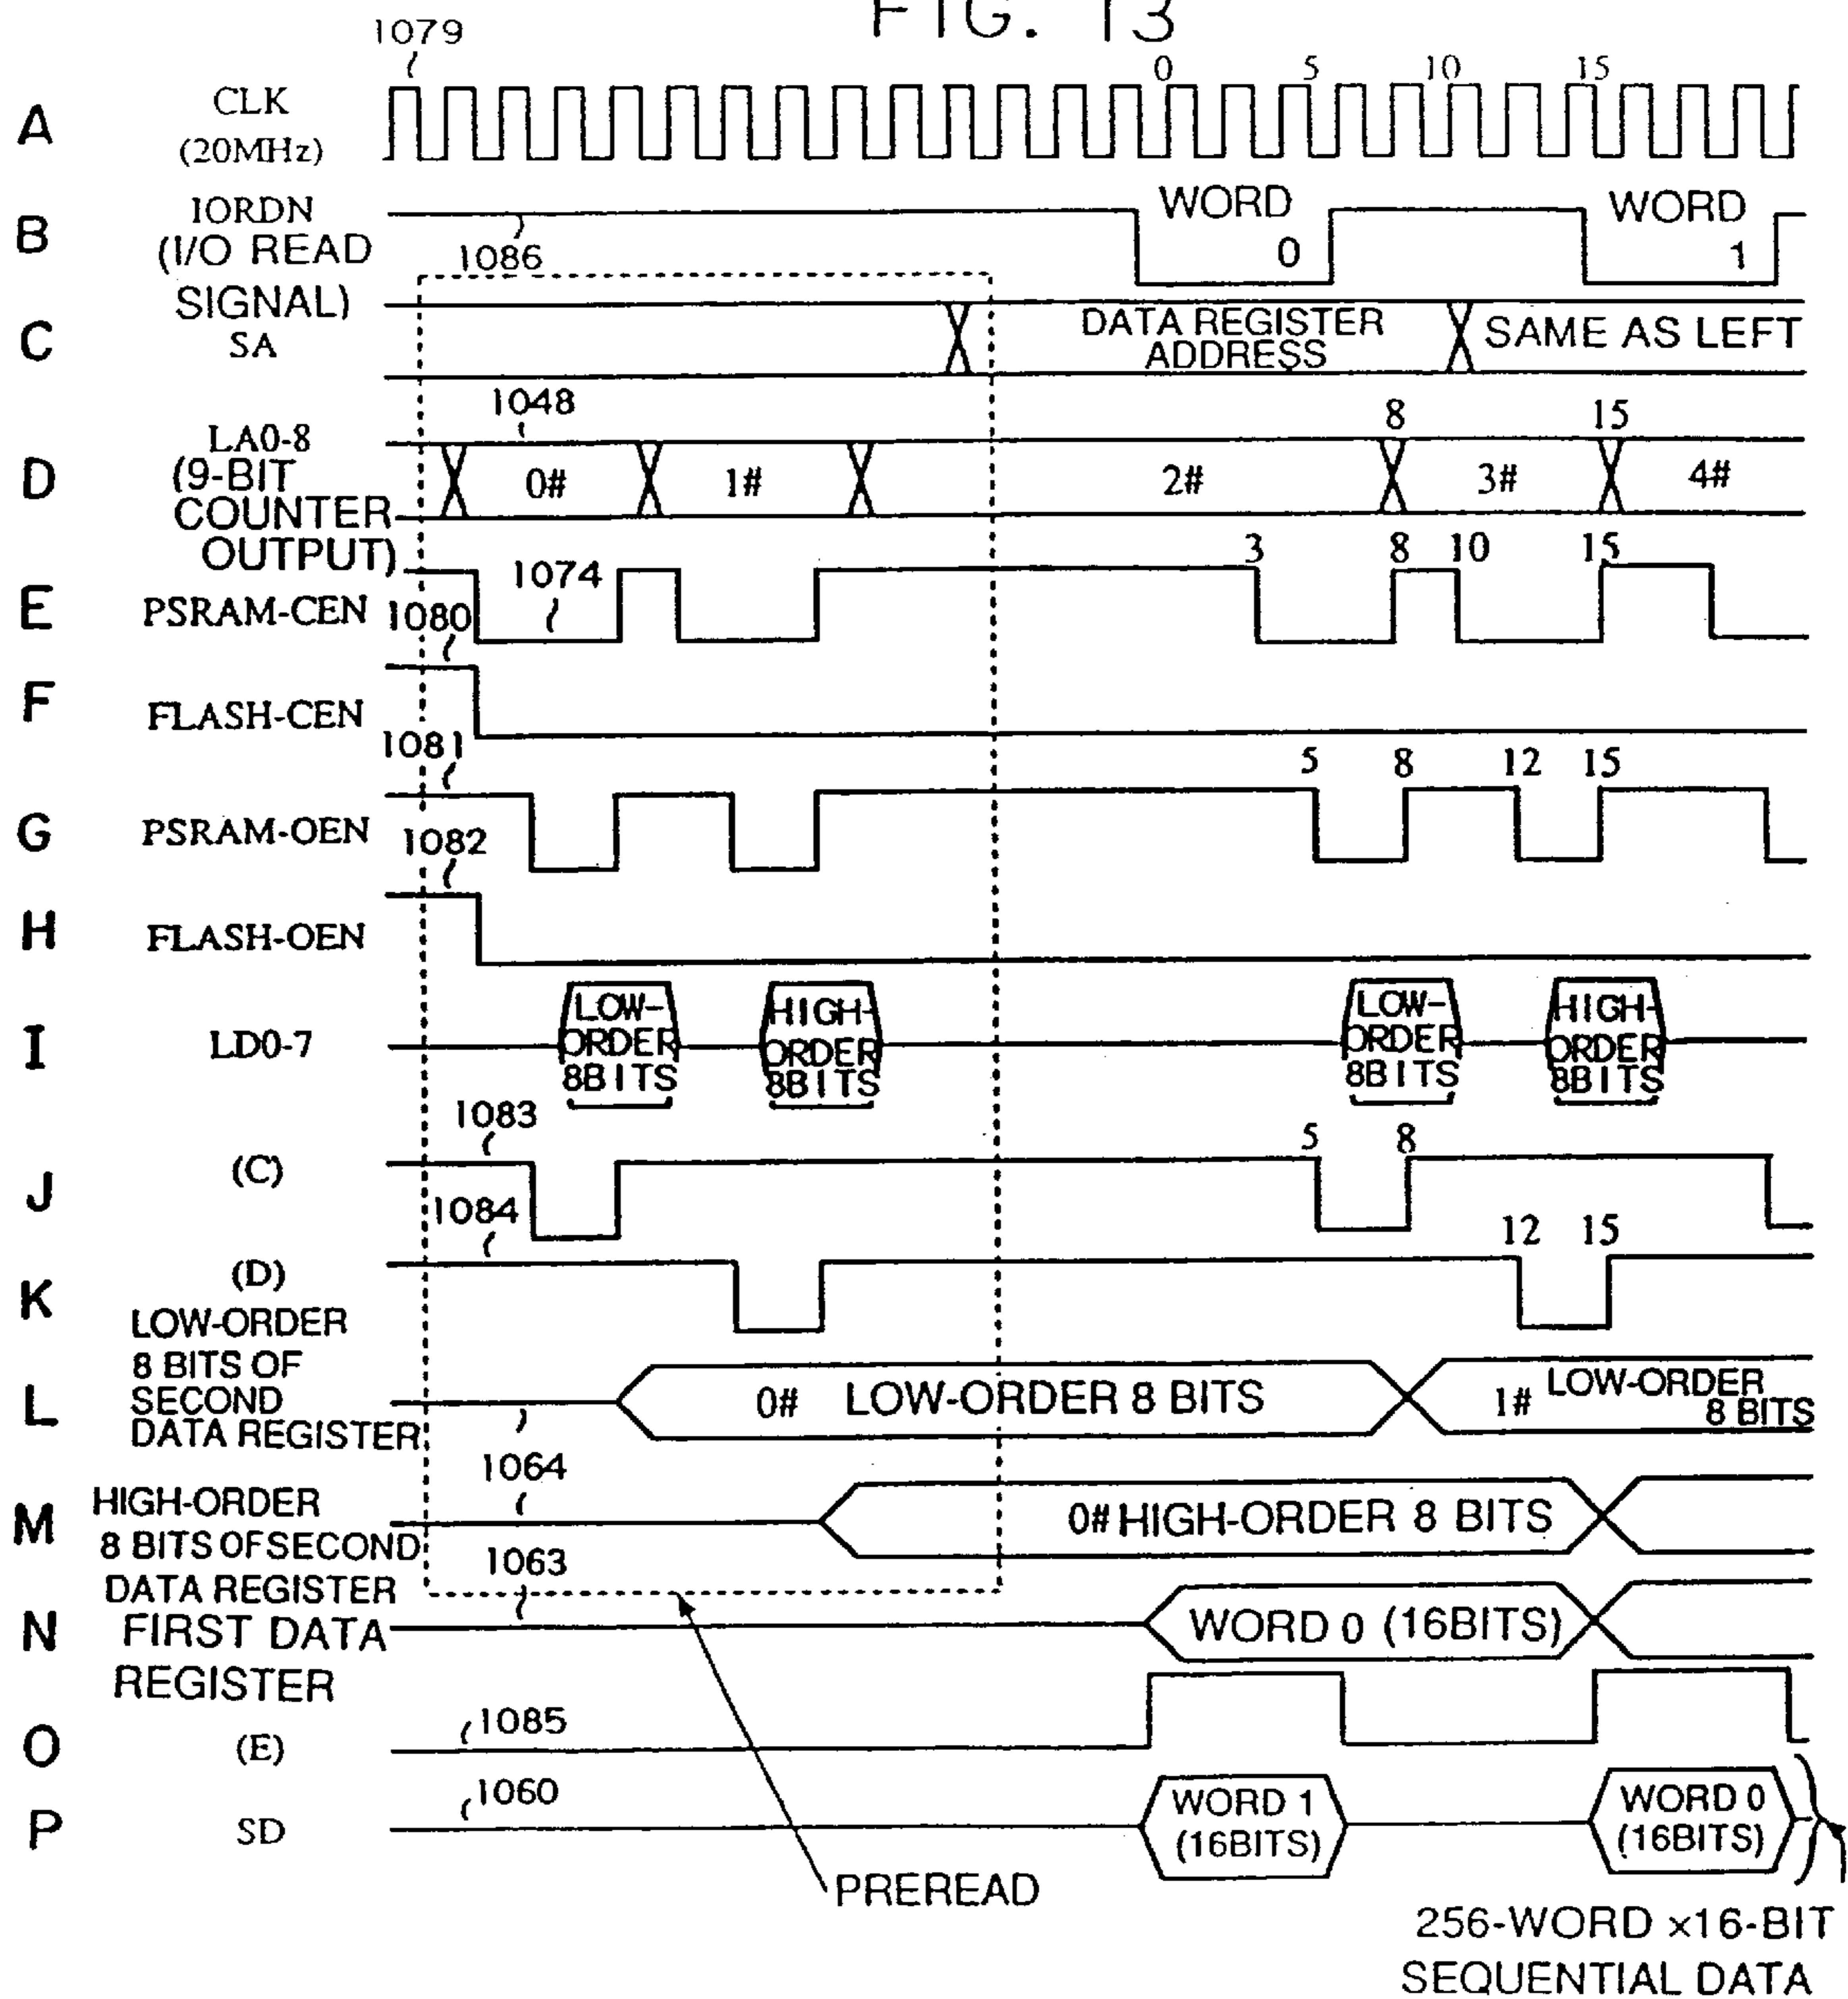 FIG. 13
1079
0 5 10 15
A CLK
(20MHz)
B IORDN
(I/O READ
SIGNAL)
1086
WORD
0
WORD
1
C SA
DATA REGISTER
ADDRESS
SAME AS LEFT
1048
8 15
D LA0-8
(9-BIT
COUNTER
OUTPUT)
0# 1# 2# 3# 4#
3 8 10 15
E PSRAM-CEN
1074
1080
F FLASH-CEN
1081
5 8 12 15
G PSRAM-OEN
1082
H FLASH-OEN
I LD0-7
LOW-
ORDER
8BITS
HIGH-
ORDER
8BITS
LOW-
ORDER
8BITS
HIGH-
ORDER
8BITS
1083
5 8
J (C)
1084
12 15
K (D)
L LOW-ORDER
8 BITS OF
SECOND
DATA REGISTER
0# LOW-ORDER 8 BITS
1# LOW-ORDER
8 BITS
1064
M HIGH-ORDER
8 BITS OF SECOND
DATA REGISTER
0# HIGH-ORDER 8 BITS
1063
N FIRST DATA
REGISTER
WORD 0 (16BITS)
O (E)
1085
P SD
1060
WORD 1
(16BITS)
WORD 0
(16BITS)
PREREAD
256-WORD ×16-BIT
SEQUENTIAL DATA